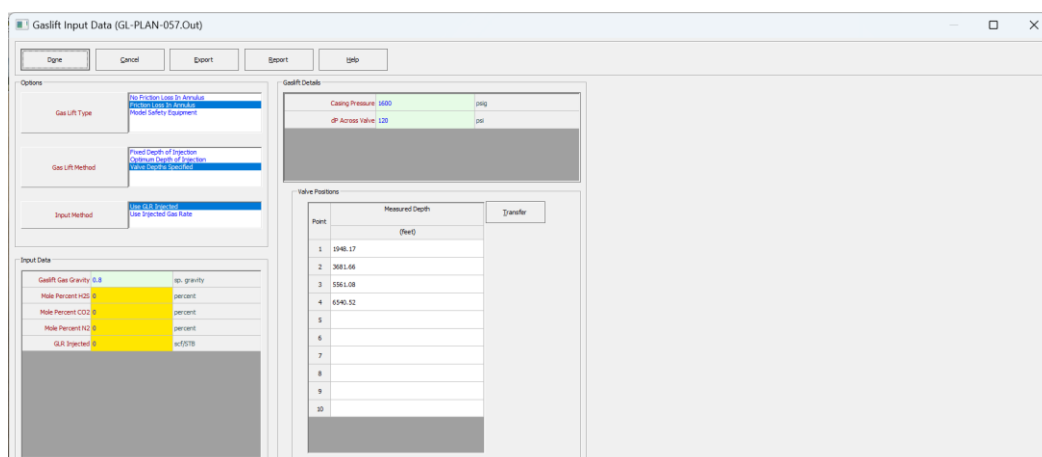 Gaslift Input Data (GL-PLAN-057.Out)
Done Cancel Export Report Help
Options
Gas Lift Type
No Friction Loss In Annulus
Friction Loss In Annulus
Model Safety Equipment
Gas Lift Method
Fixed Depth of Injection
Optimum Depth of Injection
Valve Depths Specified
Input Method
Use GLR Injected
Use Injected Gas Rate
Input Data
Gaslift Gas Gravity 0.8 sp. gravity
Mole Percent H2S 0 percent
Mole Percent CO2 0 percent
Mole Percent N2 0 percent
GLR Injected 0 scf/STB
Gaslift Details
Casing Pressure 1600 psig
dP Across Valve 120 psi
Valve Positions
Point Measured Depth
(feet)
Transfer
1 1948.17
2 3681.66
3 5561.08
4 6540.52
5
6
7
8
9
10